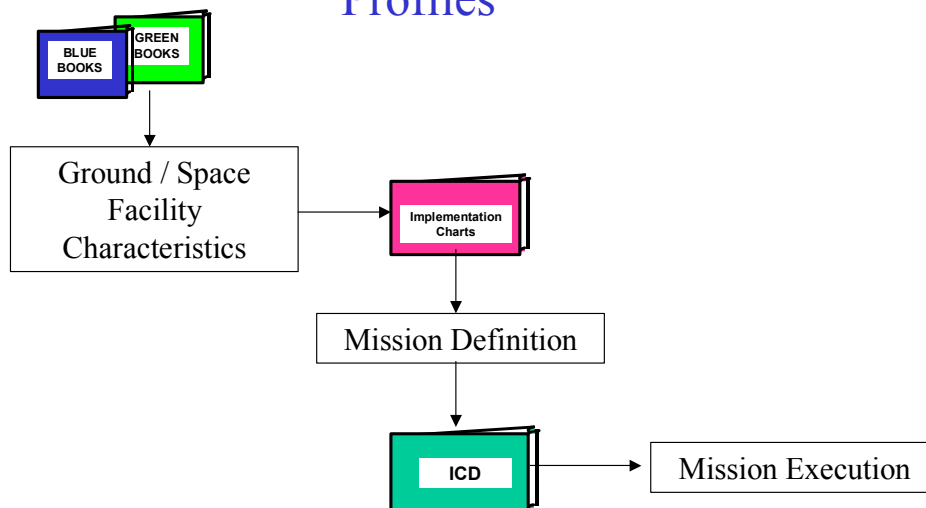 Profiles
BLUE
BOOKS
GREEN
BOOKS
Ground / Space
Facility
Characteristics
Implementation
Charts
Mission Definition
ICD
Mission Execution